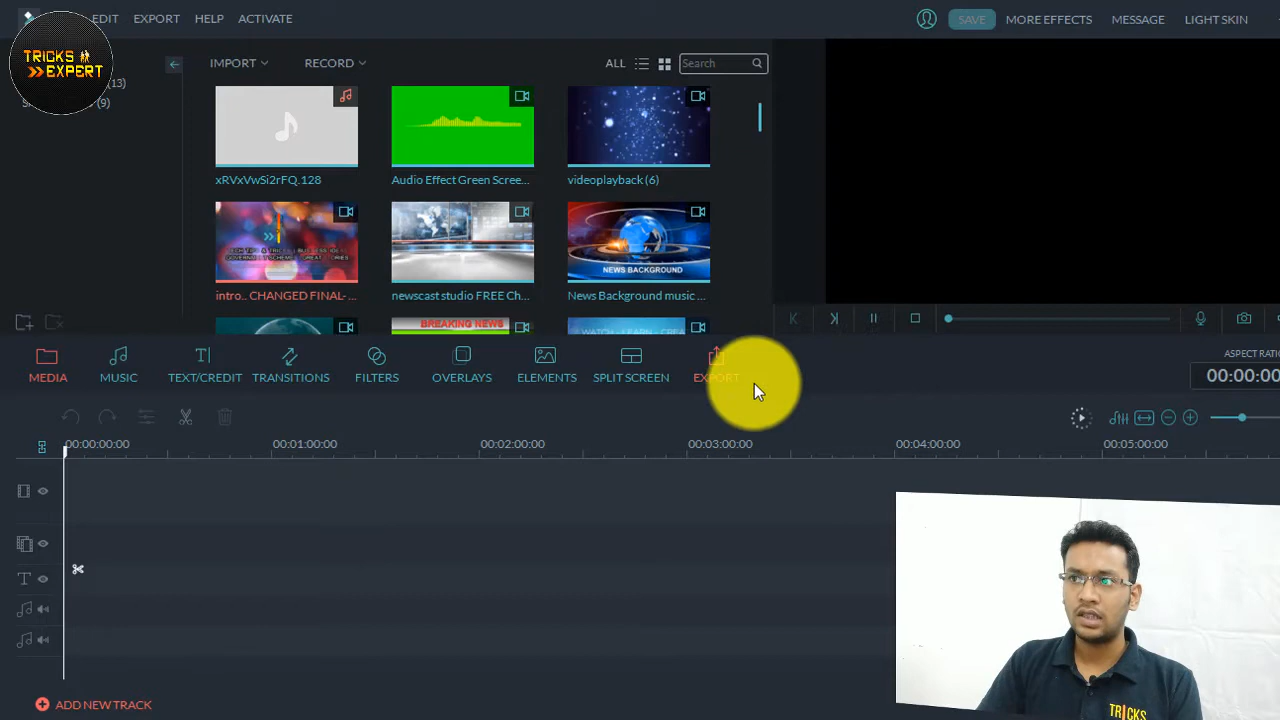 EDIT EXPORT HELP ACTIVATE SAVE MORE EFFECTS MESSAGE LIGHT SKIN
TRICKS
EXPERT
IMPORT RECORD ALL Search
(13)
(9)
xRVxVwSi2rFQ.128 Audio Effect Green Scree... videoplayback (6)
NEWS BACKGROUND
intro.. CHANGED FINAL-... newscast studio FREE Ch... News Background music ...
BREAKING NEWS
WATCH - LEARN -
MEDIA MUSIC TEXT/CREDIT TRANSITIONS FILTERS OVERLAYS ELEMENTS SPLIT SCREEN EXPORT
ASPECT RATIO
00:00:00:0
00:00:00:00 00:01:00:00 00:02:00:00 00:03:00:00 00:04:00:00 00:05:00:00
T
ADD NEW TRACK
TRICKS